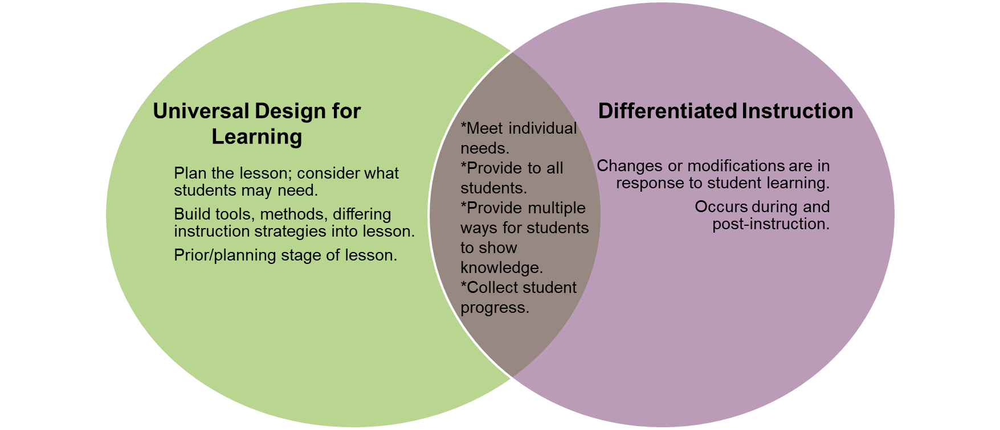 Universal Design for
Learning
Plan the lesson; consider what
students may need.
Build tools, methods, differing
instruction strategies into lesson.
Prior/planning stage of lesson.
*Meet individual
needs.
*Provide to all
students.
*Provide multiple
ways for students
to show
knowledge.
*Collect student
progress.
Differentiated Instruction
Changes or modifications are in
response to student learning.
Occurs during and
post-instruction.